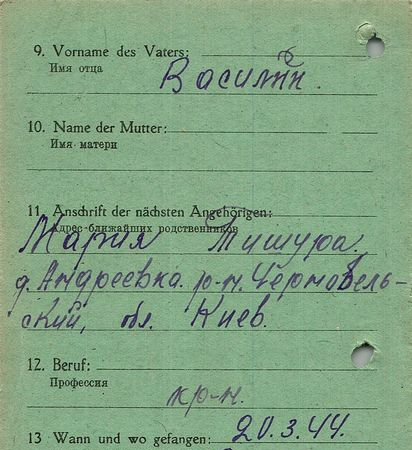 9. Vorname des Vaters:
Имя отца
Василий.
10. Name der Mutter:
Имя матери
11. Anschrift der nächsten Angehörigen:
Адрес ближайших родственников
Мария Тишура.
д. Андреевка. р-н. Чернобель-
ский, обл. Киев.
12. Beruf:
Профессия
кр-н.
13 Wann und wo gefangen: 20.3.44.